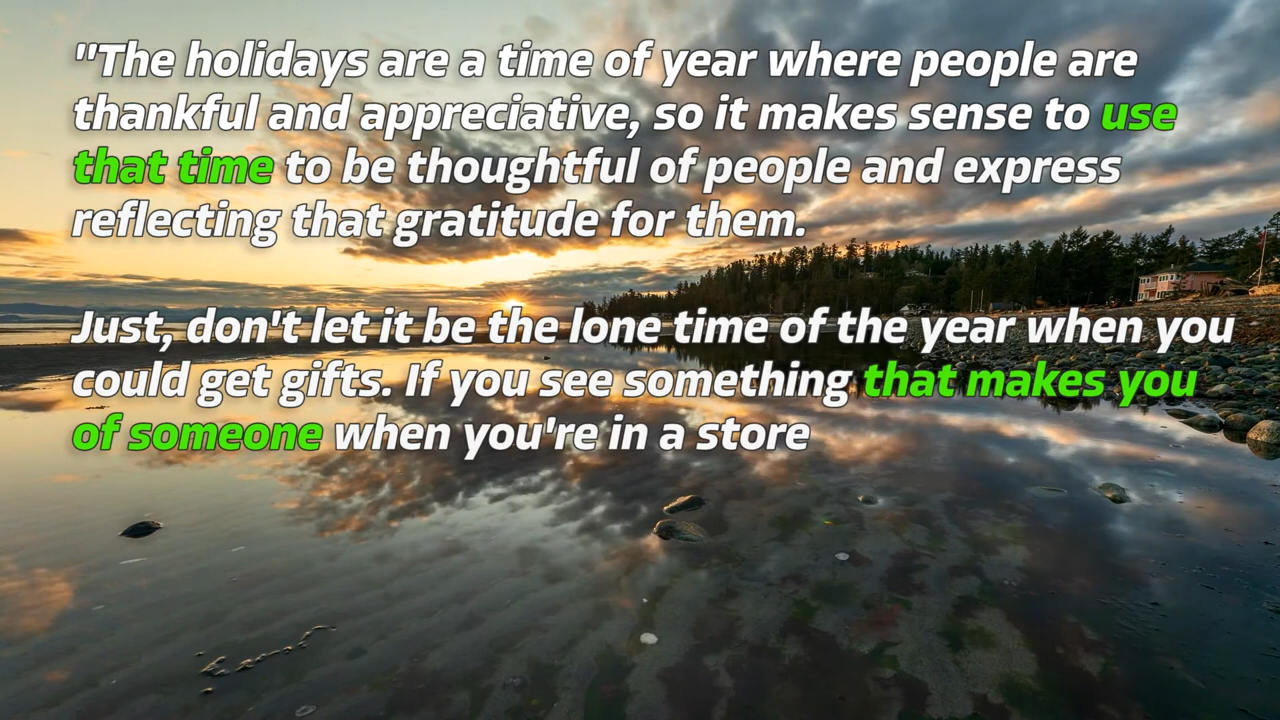 "The holidays are a time of year where people are
thankful and appreciative, so it makes sense to use
that time to be thoughtful of people and express
reflecting that gratitude for them.
Just, don't let it be the lone time of the year when you
could get gifts. If you see something that makes you
of someone when you're in a store